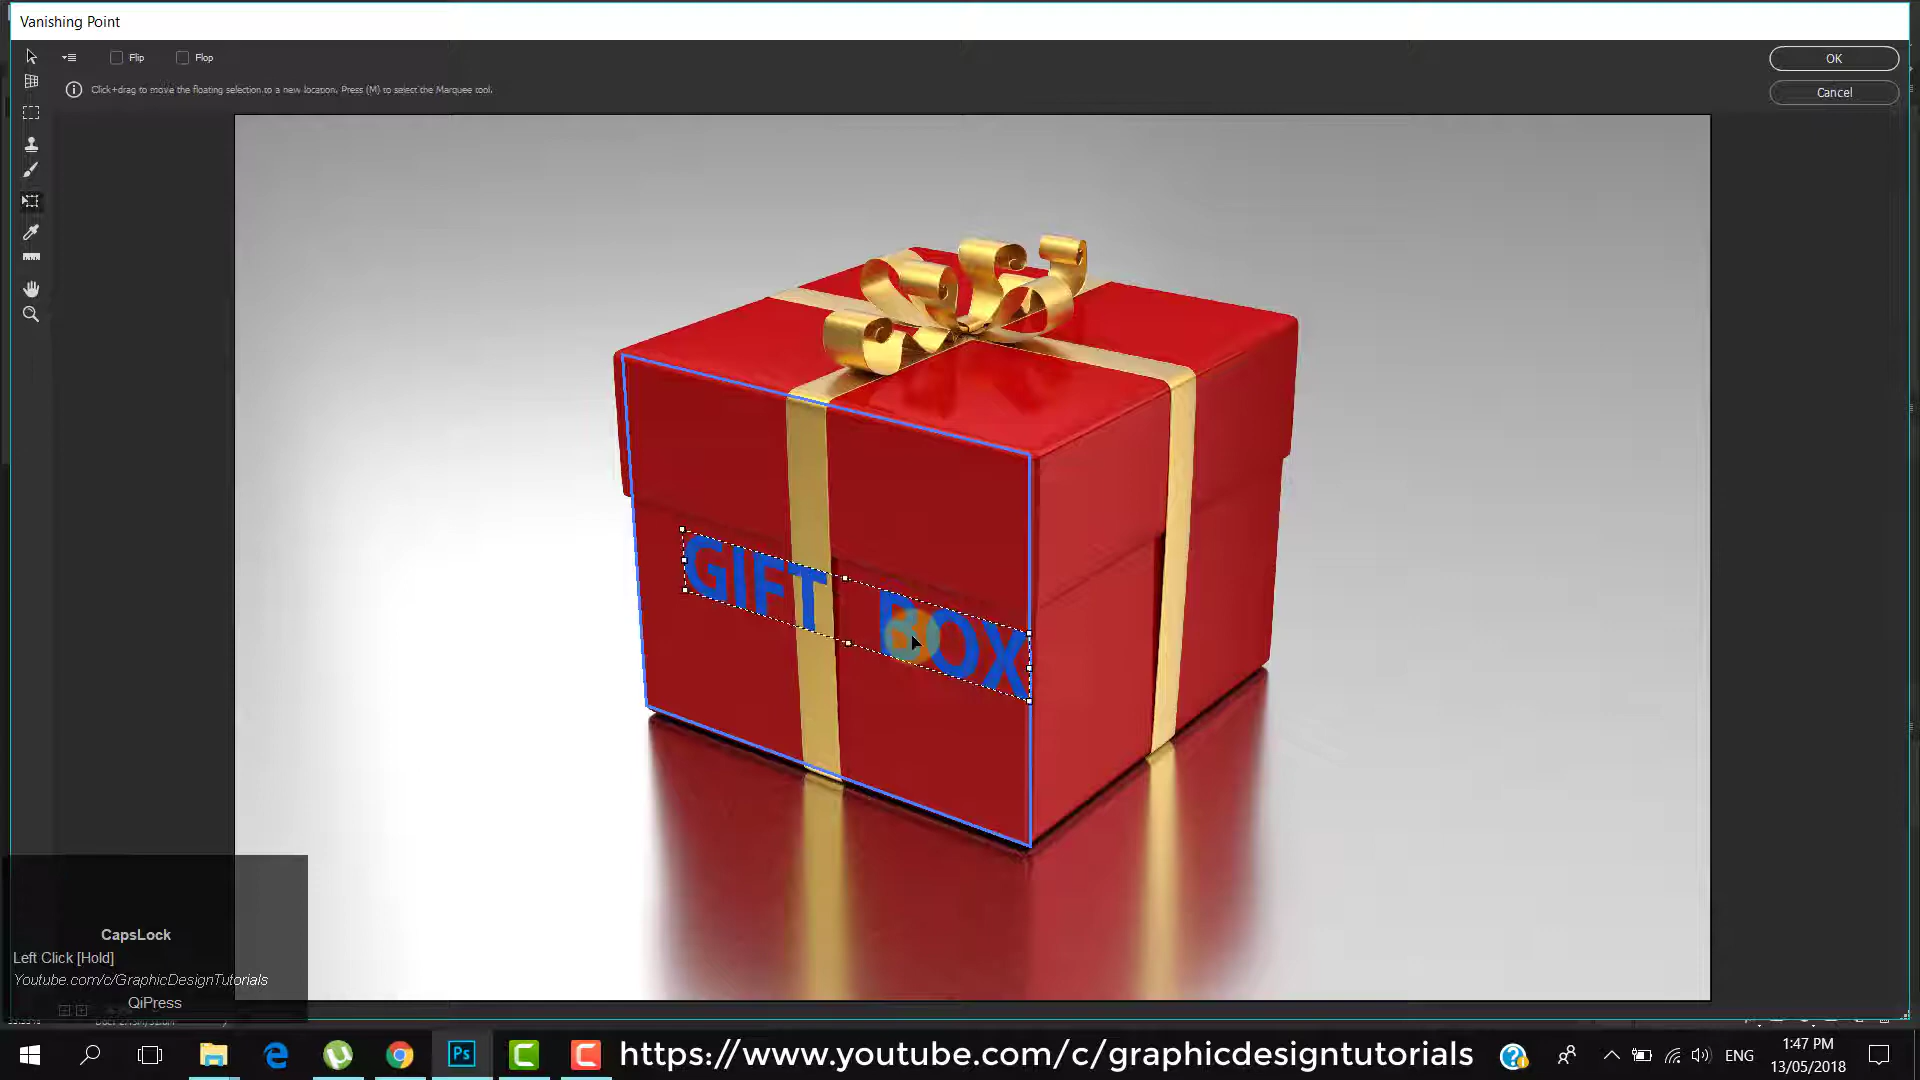 Vanishing Point
Flip
Flop
OK
Click+drag to move the floating selection to a new location. Press (M) to select the Marquee tool.
Cancel
GIFT BOX
CapsLock
Left Click [Hold]
Youtube.com/c/GraphicDesignTutorials
QiPress
Ps
https://www.youtube.com/c/graphicdesigntutorials
ENG
1:47 PM
13/05/2018